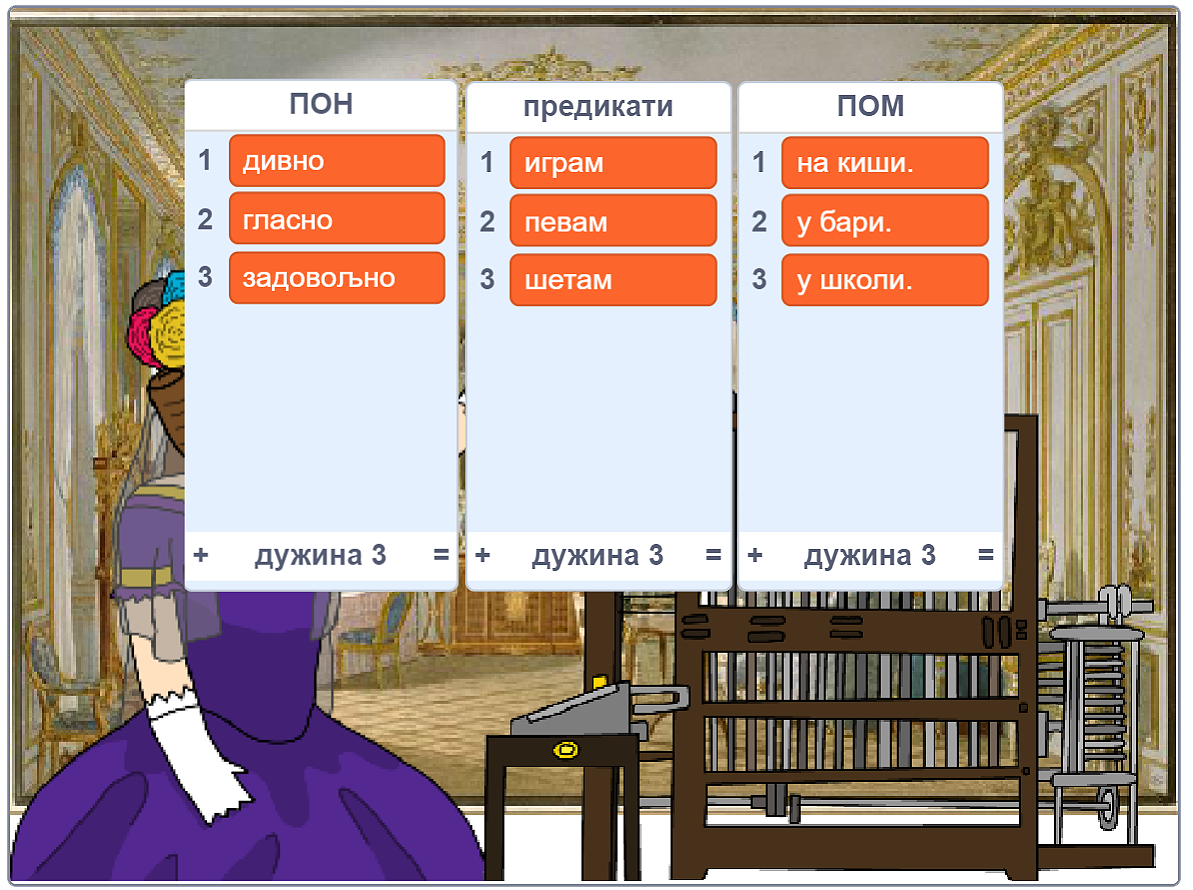 ПОН
1 дивно
2 гласно
3 задовољно
+ дужина 3 =
предикати
1 играм
2 певам
3 шетам
+ дужина 3 =
ПОМ
1 на киши.
2 у бари.
3 у школи.
+ дужина 3 =